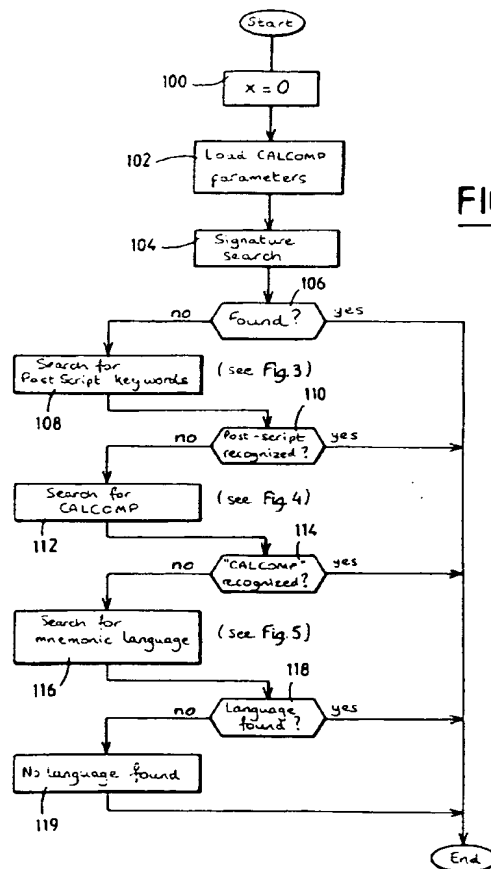 Start
100
x = 0
102
Load CALCOMP
parameters
FI
104
Signature
search
106
no
Found?
yes
Search for
PostScript keywords
(see Fig. 3)
108
110
no
Post-script
recognized?
yes
Search for
CALCOMP
(see Fig. 4)
112
114
no
"CALCOMP"
recognized?
yes
Search for
mnemonic language
(see Fig. 5)
116
118
no
Language
found?
yes
No language found
119
End